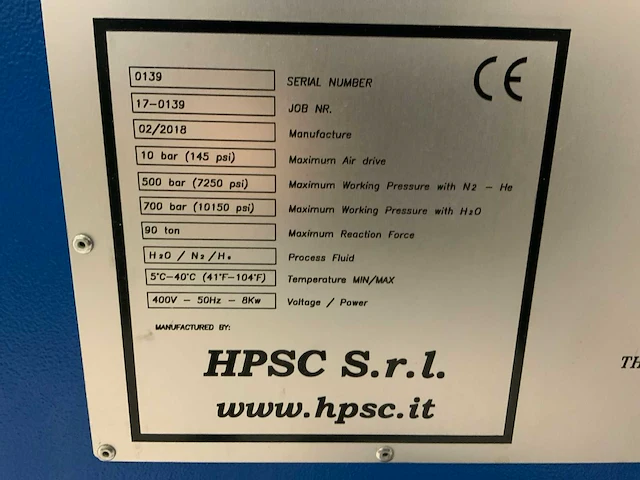 CE
0139 SERIAL NUMBER
17-0139 JOB NR.
02/2018 Manufacture
10 bar (145 psi) Maximum Air drive
500 bar (7250 psi) Maximum Working Pressure with N2 - He
700 bar (10150 psi) Maximum Working Pressure with H2O
90 ton Maximum Reaction Force
H2O / N2/He Process Fluid
5°C-40°C (41°F-104°F) Temperature MIN/MAX
400V - 50Hz - 8Kw Voltage / Power
MANUFACTURED BY:
HPSC S.r.l.
www.hpsc.it
TH